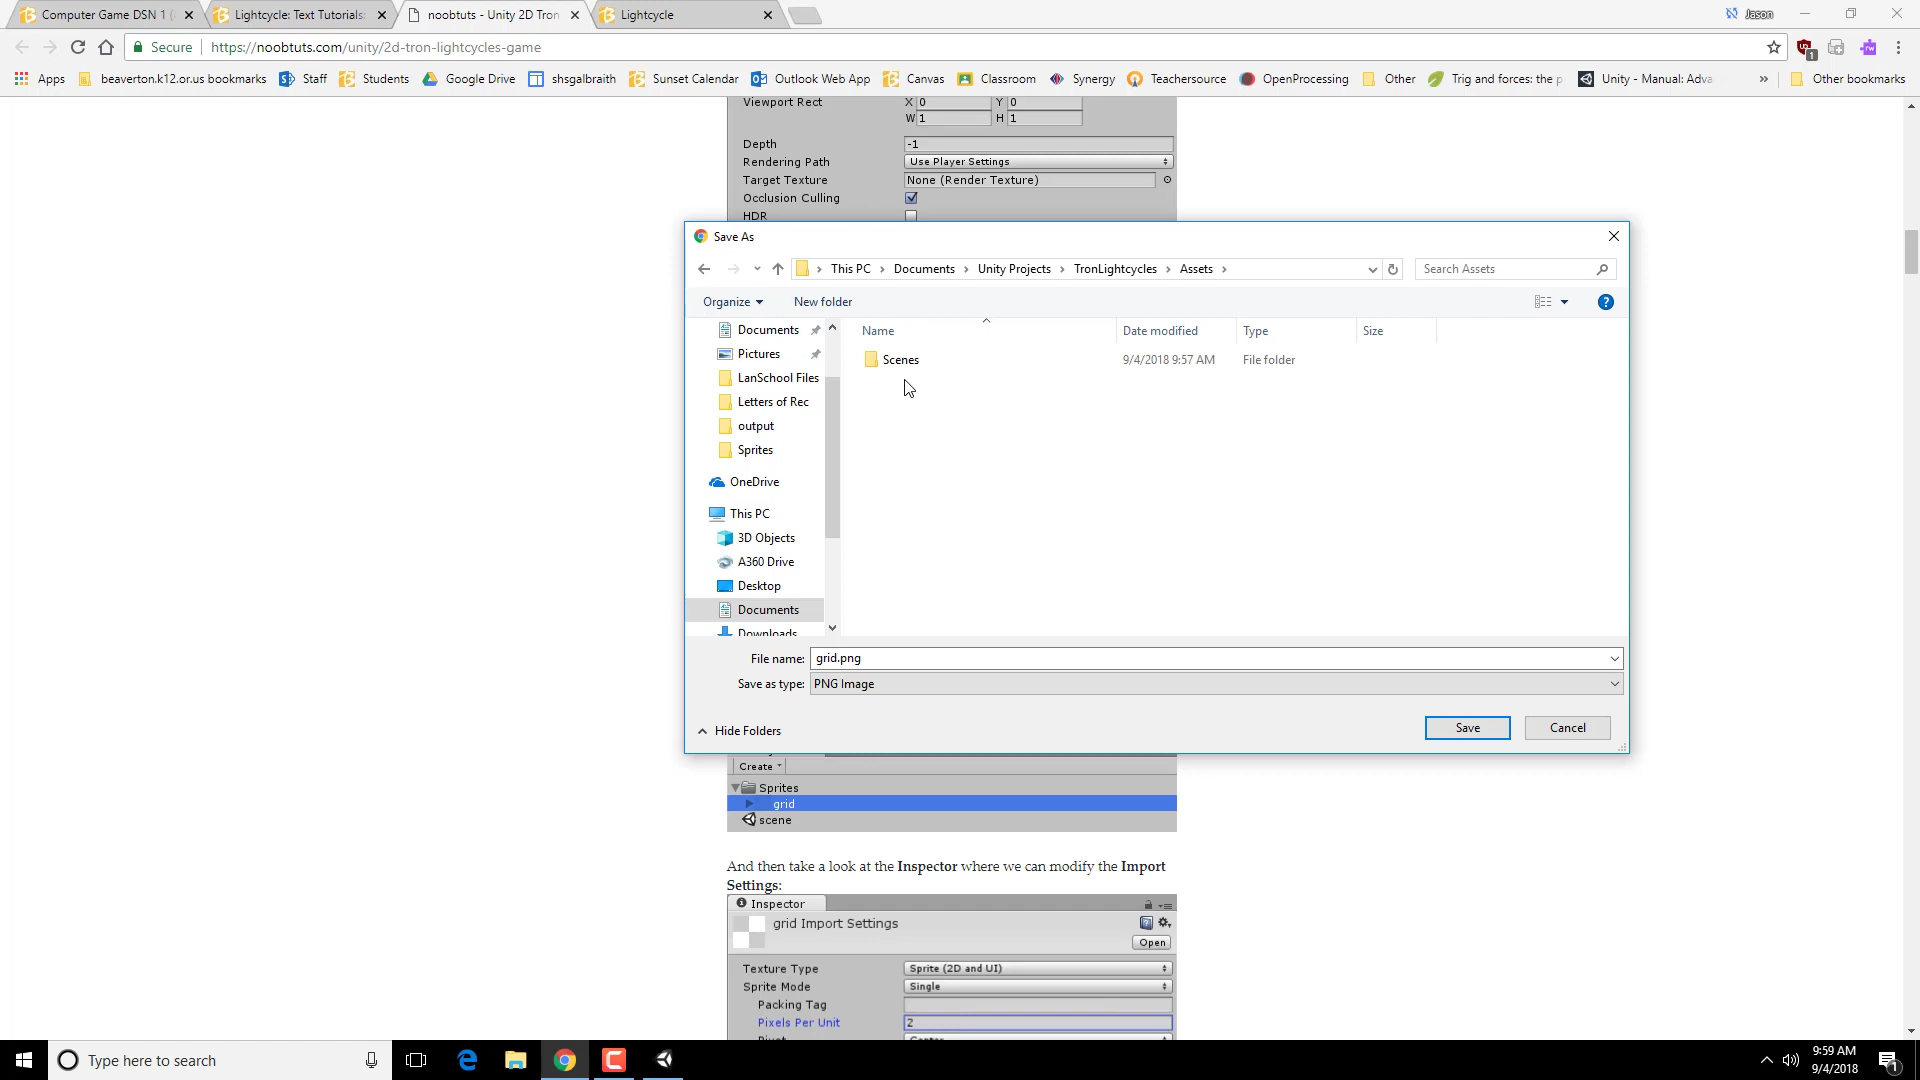 Computer Game DSN 1 (
Lightcycle: Text Tutorials:
noobtuts - Unity 2D Tron
Lightcycle
Jason
Secure
https://noobtuts.com/unity/2d-tron-lightcycles-game
1
Apps
beaverton.k12.or.us bookmarks
Staff
Students
Google Drive
shsgalbraith
Sunset Calendar
Outlook Web App
Canvas
Classroom
Synergy
Teachersource
OpenProcessing
Other
Trig and forces: the p
Unity - Manual: Adva
»
Other bookmarks
Viewport Rect X 0 Y 0
W 1 H 1
Depth -1
Rendering Path Use Player Settings
Target Texture None (Render Texture)
Occlusion Culling
HDR
Save As
This PC > Documents > Unity Projects > TronLightcycles > Assets >
Search Assets
Organize New folder
?
Name Date modified Type Size
Scenes 9/4/2018 9:57 AM File folder
Documents
Pictures
LanSchool Files
Letters of Rec
output
Sprites
OneDrive
This PC
3D Objects
A360 Drive
Desktop
Documents
Downloads
File name: grid.png
Save as type: PNG Image
Hide Folders
Save
Cancel
Create
Sprites
grid
scene
And then take a look at the Inspector where we can modify the Import
Settings:
Inspector
grid Import Settings
Open
Texture Type Sprite (2D and UI)
Sprite Mode Single
Packing Tag
Pixels Per Unit 2
Pivot Center
Type here to search
9:59 AM
9/4/2018
1